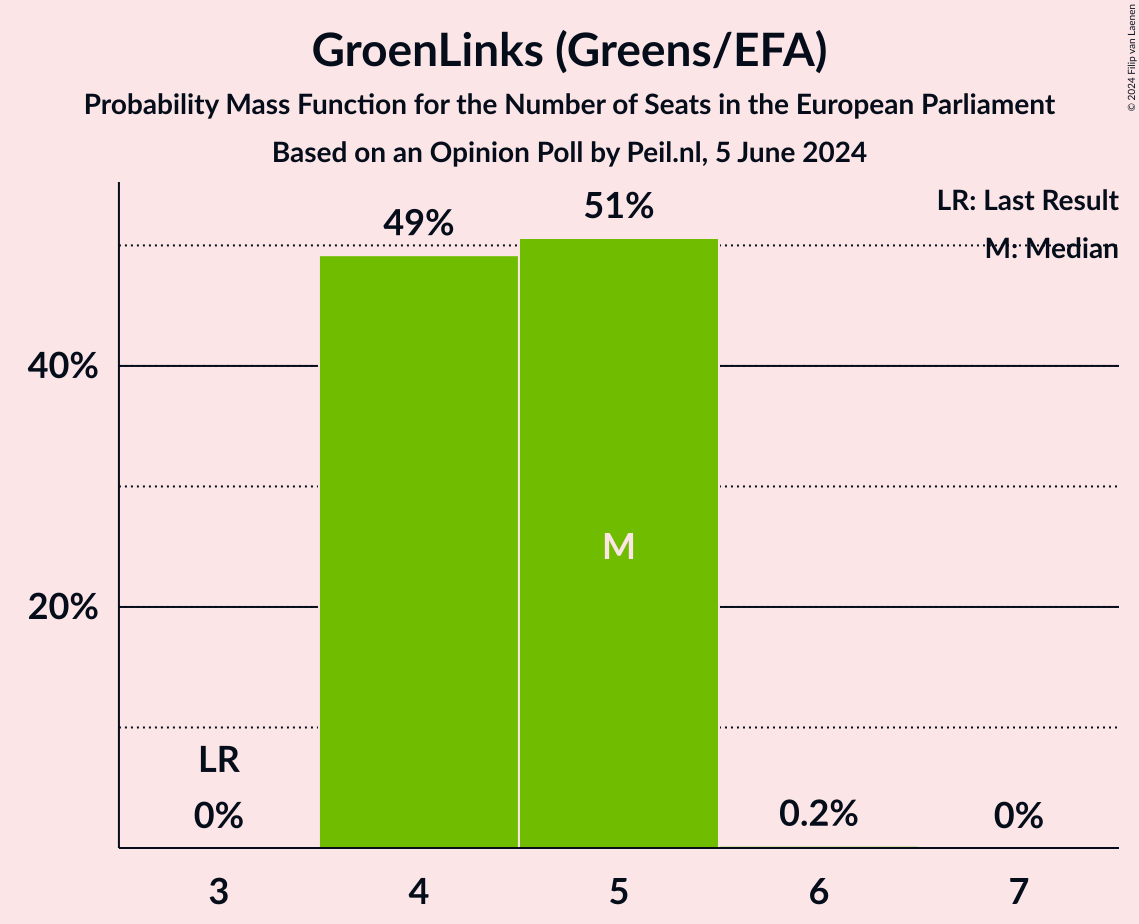 GroenLinks (Greens/EFA)
Probability Mass Function for the Number of Seats in the European Parliament
Based on an Opinion Poll by Peil.nl, 5 June 2024
© 2024 Filip van Laenen
LR: Last Result
M: Median
49%
51%
40%
20%
M
LR
0%
0.2%
0%
3
4
5
6
7